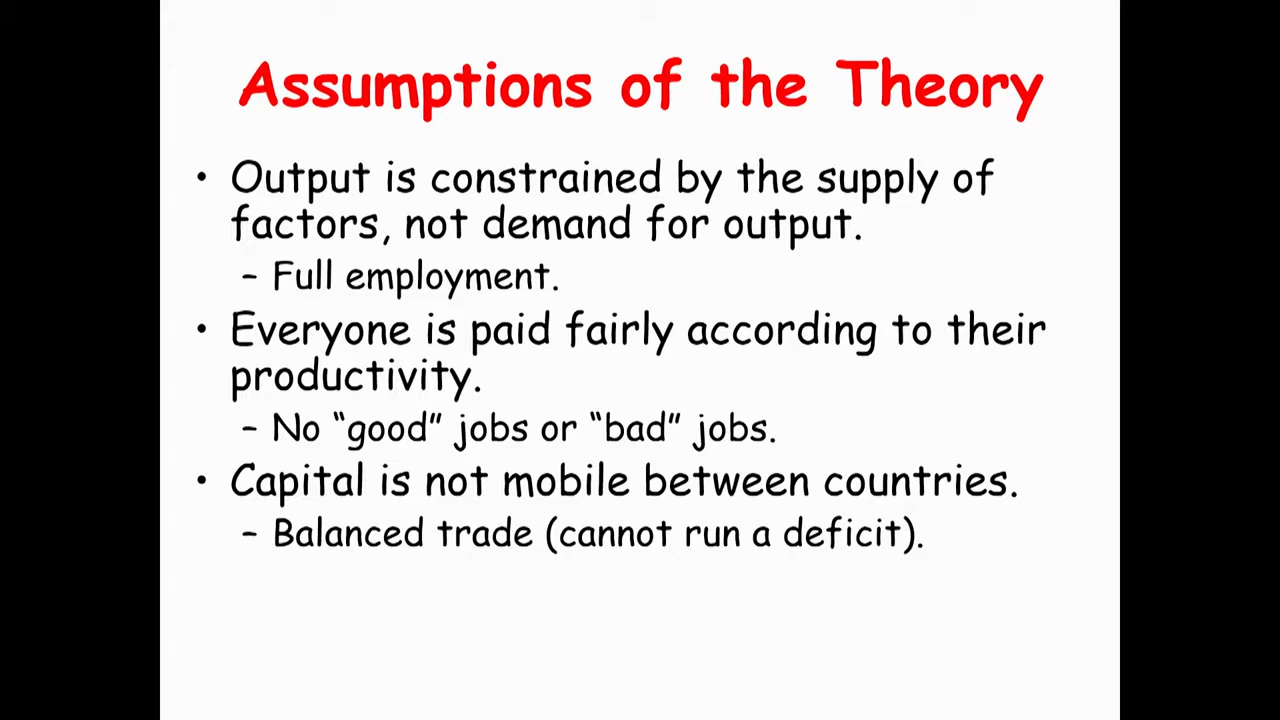 Assumptions of the Theory
• Output is constrained by the supply of
factors, not demand for output.
– Full employment.
• Everyone is paid fairly according to their
productivity.
– No “good” jobs or “bad” jobs.
• Capital is not mobile between countries.
– Balanced trade (cannot run a deficit).